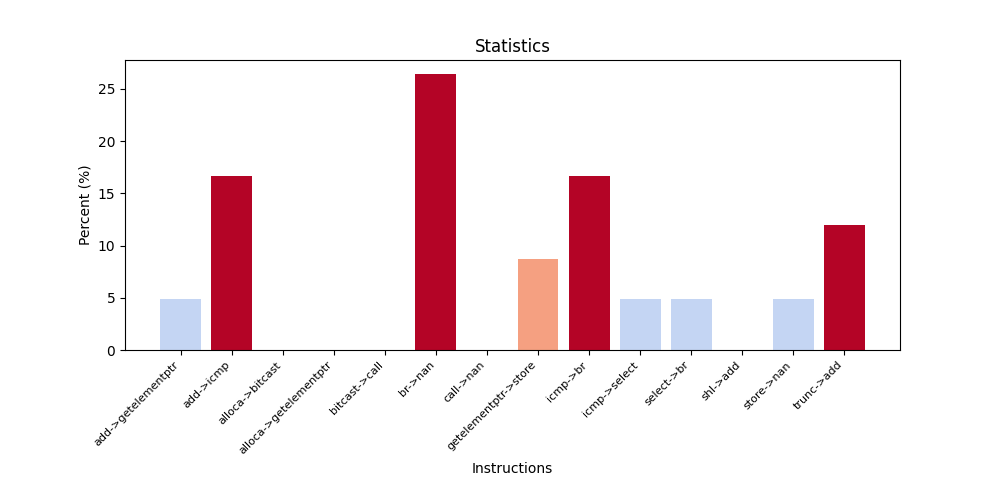 Statistics
Percent (%)
25
20
15
10
5
0
add->getelementptr
add->icmp
alloca->bitcast
alloca->getelementptr
bitcast->call
br->nan
call->nan
getelementptr->store
icmp->br
icmp->select
select->br
shl->add
store->nan
trunc->add
Instructions